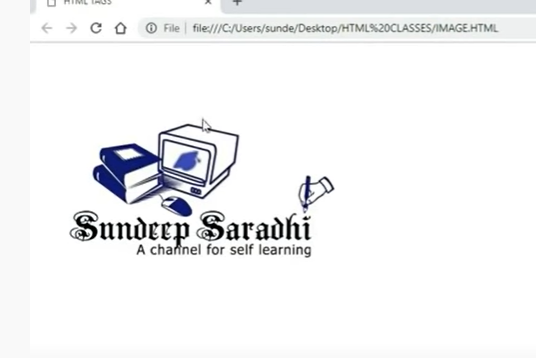 HTML TAGS
File | file:///C:/Users/sunde/Desktop/HTML%20CLASSES/IMAGE.HTML
Sundeep Saradhi
A channel for self learning